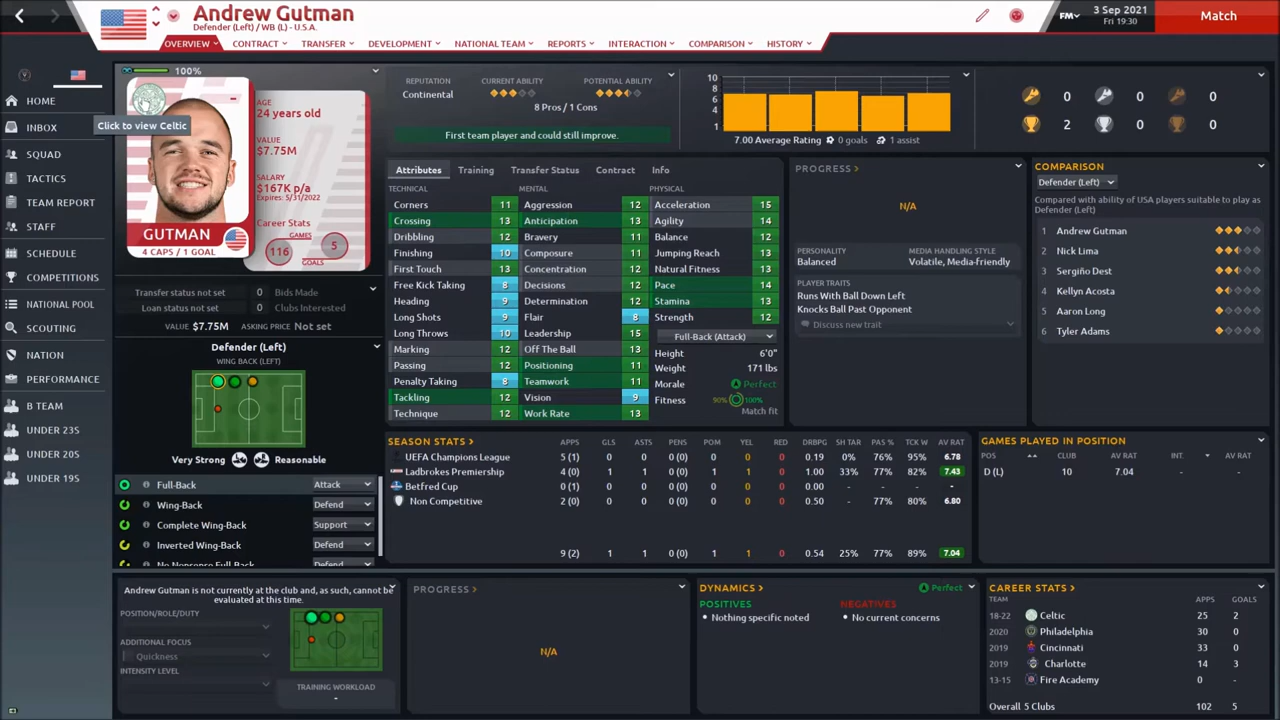 Andrew Gutman
Defender (Left) / WB (L) - U.S.A.
FM
3 Sep 2021
Fri 19:30
Match
OVERVIEW CONTRACT TRANSFER DEVELOPMENT NATIONAL TEAM REPORTS INTERACTION COMPARISON HISTORY
HOME
INBOX
SQUAD
TACTICS
TEAM REPORT
STAFF
SCHEDULE
COMPETITIONS
NATIONAL POOL
SCOUTING
NATION
PERFORMANCE
B TEAM
UNDER 23S
UNDER 20S
UNDER 19S
100%
Click to view Celtic
GUTMAN
4 CAPS / 1 GOAL
AGE
24 years old
VALUE
$7.75M
SALARY
$167K p/a
Expires: 5/31/2022
Career Stats
GAMES
116
5
GOALS
Transfer status not set 0 Bids Made
Loan status not set 0 Clubs Interested
VALUE $7.75M ASKING PRICE Not set
Defender (Left)
WING BACK (LEFT)
Very Strong Reasonable
Full-Back Attack
Wing-Back Defend
Complete Wing-Back Support
Inverted Wing-Back Defend
No Nonsense Full-Back Defend
REPUTATION CURRENT ABILITY POTENTIAL ABILITY
Continental
8 Pros / 1 Cons
First team player and could still improve.
10
8
6
4
1
7.00 Average Rating 0 goals 1 assist
0 0 0
2 0 0
Attributes Training Transfer Status Contract Info
TECHNICAL MENTAL PHYSICAL
Corners 11 Aggression 12 Acceleration 15
Crossing 13 Anticipation 13 Agility 14
Dribbling 12 Bravery 11 Balance 12
Finishing 10 Composure 11 Jumping Reach 13
First Touch 13 Concentration 12 Natural Fitness 13
Free Kick Taking 8 Decisions 12 Pace 14
Heading 9 Determination 12 Stamina 13
Long Shots 9 Flair 8 Strength 12
Long Throws 10 Leadership 15 Full-Back (Attack)
Marking 12 Off The Ball 13 Height 6'0"
Passing 12 Positioning 11 Weight 171 lbs
Penalty Taking 8 Teamwork 11 Morale Perfect
Tackling 12 Vision 9 Fitness 90% 100%
Technique 12 Work Rate 13 Match fit
PROGRESS >
N/A
PERSONALITY MEDIA HANDLING STYLE
Balanced Volatile, Media-friendly
PLAYER TRAITS
Runs With Ball Down Left
Knocks Ball Past Opponent
Discuss new trait
COMPARISON
Defender (Left)
Compared with ability of USA players suitable to play as
Defender (Left)
1 Andrew Gutman
2 Nick Lima
3 Sergiño Dest
4 Kellyn Acosta
5 Aaron Long
6 Tyler Adams
SEASON STATS > APPS GLS ASTS PENS POM YEL RED DRBPG SH TAR PAS % TCK W AV RAT
UEFA Champions League 5 (1) 0 0 0 (0) 0 0 0 0.19 0% 76% 95% 6.78
Ladbrokes Premiership 4 (0) 1 1 0 (0) 1 1 0 1.00 33% 77% 82% 7.43
Betfred Cup 0 (1) 0 0 0 (0) 0 0 0 0.00 - - - -
Non Competitive 2 (0) 0 0 0 (0) 0 0 0 0.50 - 77% 80% 6.80
9 (2) 1 1 0 (0) 1 1 0 0.54 25% 77% 89% 7.04
GAMES PLAYED IN POSITION
POS CLUB AV RAT INT. AV RAT
D (L) 10 7.04 - -
Andrew Gutman is not currently at the club and, as such, cannot be
evaluated at this time.
POSITION/ROLE/DUTY
ADDITIONAL FOCUS
Quickness
INTENSITY LEVEL
TRAINING WORKLOAD
-
PROGRESS >
N/A
DYNAMICS > Perfect
POSITIVES NEGATIVES
• Nothing specific noted • No current concerns
CAREER STATS >
TEAM APPS GOALS
18-22 Celtic 25 2
2020 Philadelphia 30 0
2019 Cincinnati 33 0
2019 Charlotte 14 3
13-15 Fire Academy 0 -
Overall 5 Clubs 102 5